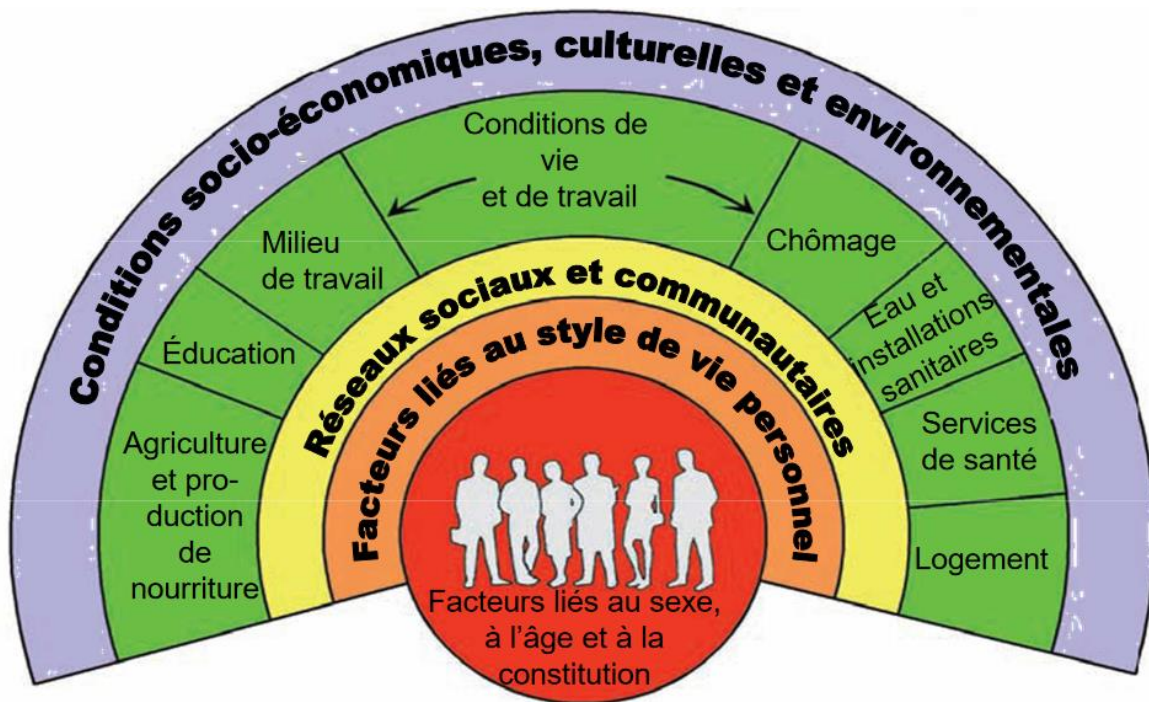 Conditions socio-économiques, culturelles et environnementales
Conditions de
vie
et de travail
Milieu
de travail
Chômage
Éducation
Eau et
installations
sanitaires
Agriculture
et pro-
duction
de
nourriture
Services
de santé
Logement
Réseaux sociaux et communautaires
Facteurs liés au style de vie personnel
Facteurs liés au sexe,
à l'âge et à la
constitution